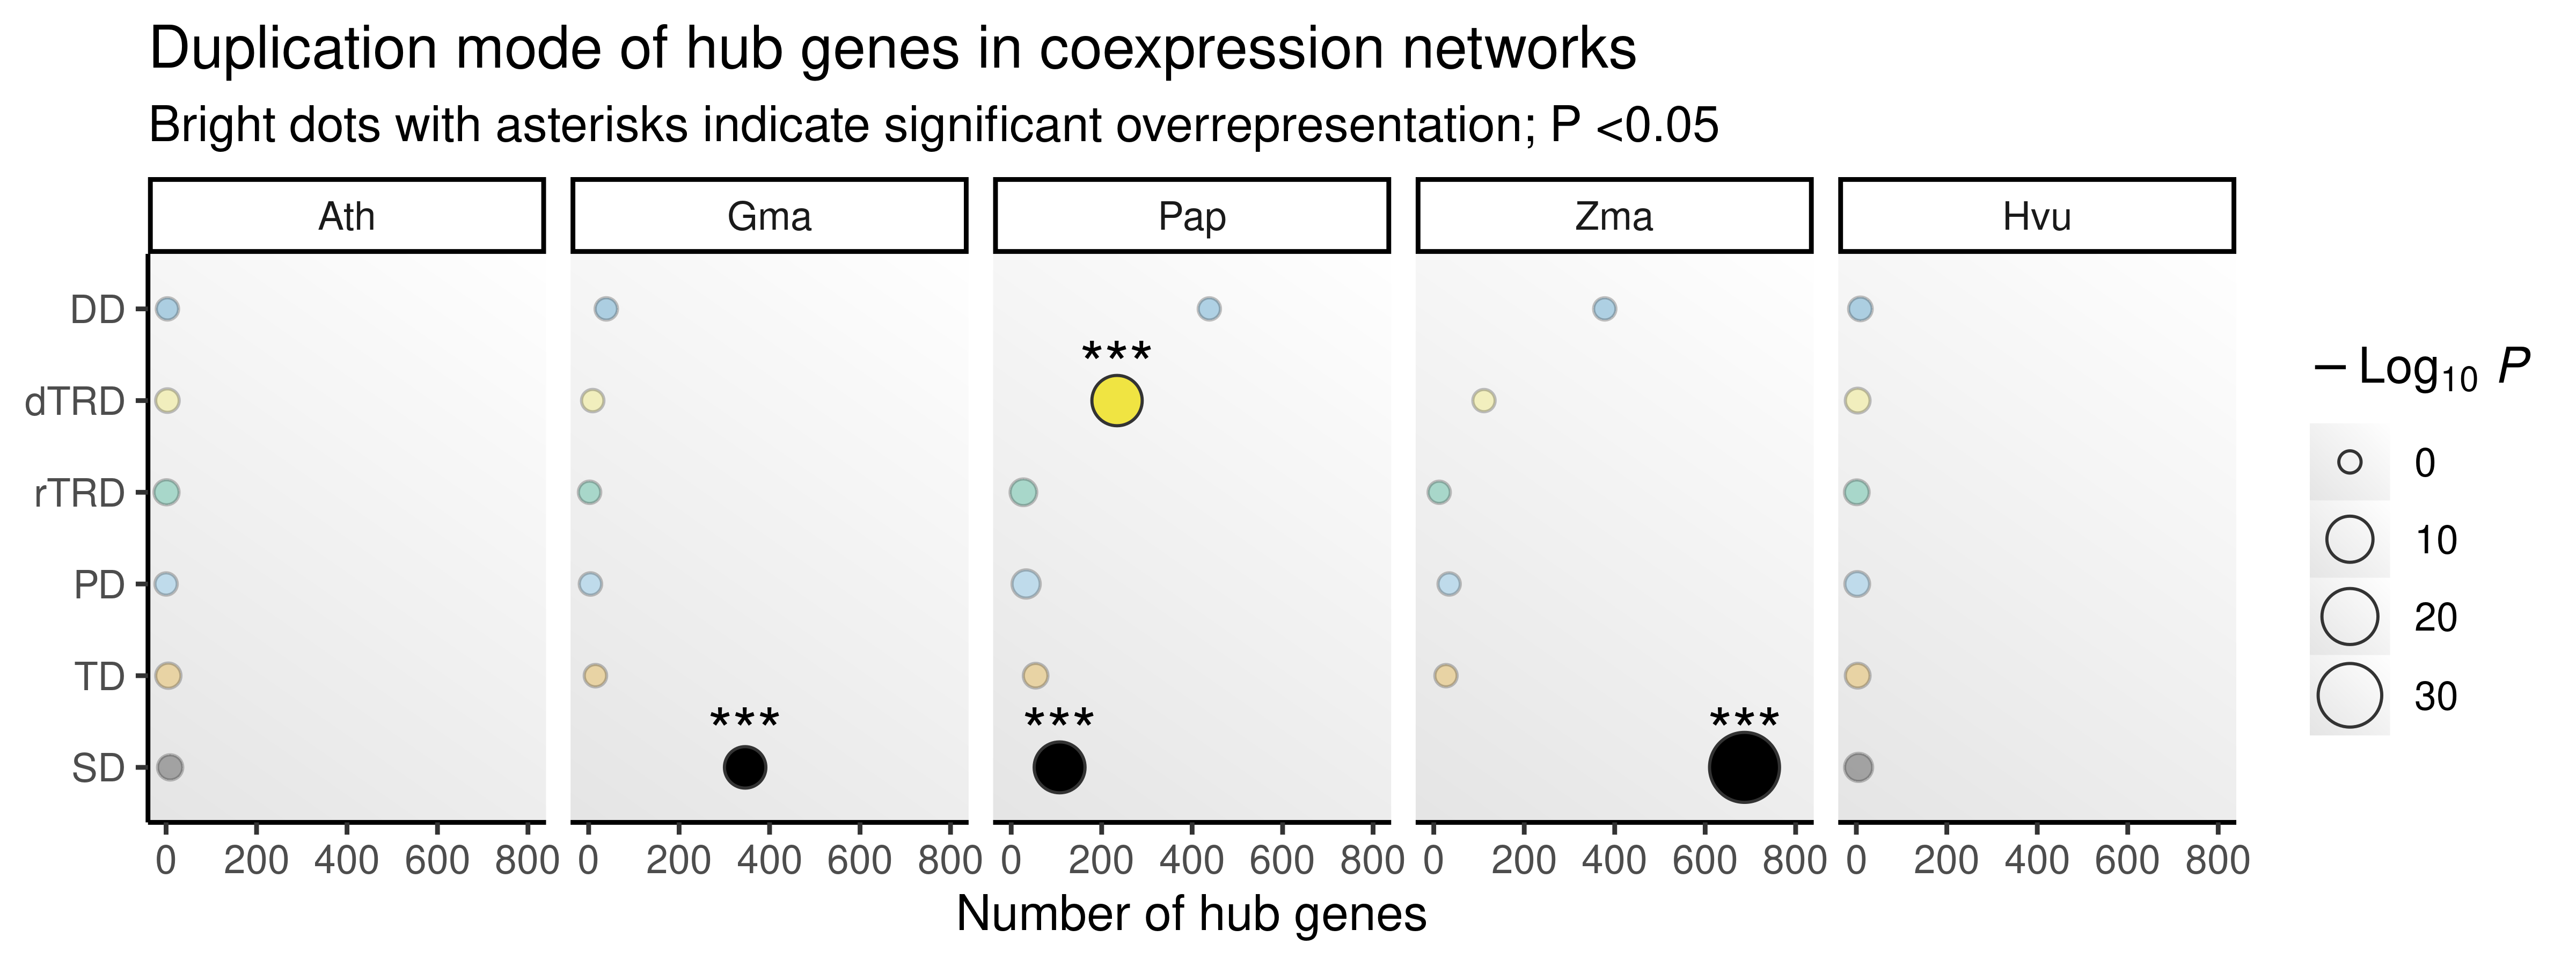 Duplication mode of hub genes in coexpression networks
Bright dots with asterisks indicate significant overrepresentation; P <0.05
Ath Gma Pap Zma Hvu
DD
***
dTRD
rTRD
PD
TD
*** *** ***
SD
0 200 400 600 800 0 200 400 600 800 0 200 400 600 800 0 200 400 600 800 0 200 400 600 800
Number of hub genes
− Log10 P
0
10
20
30